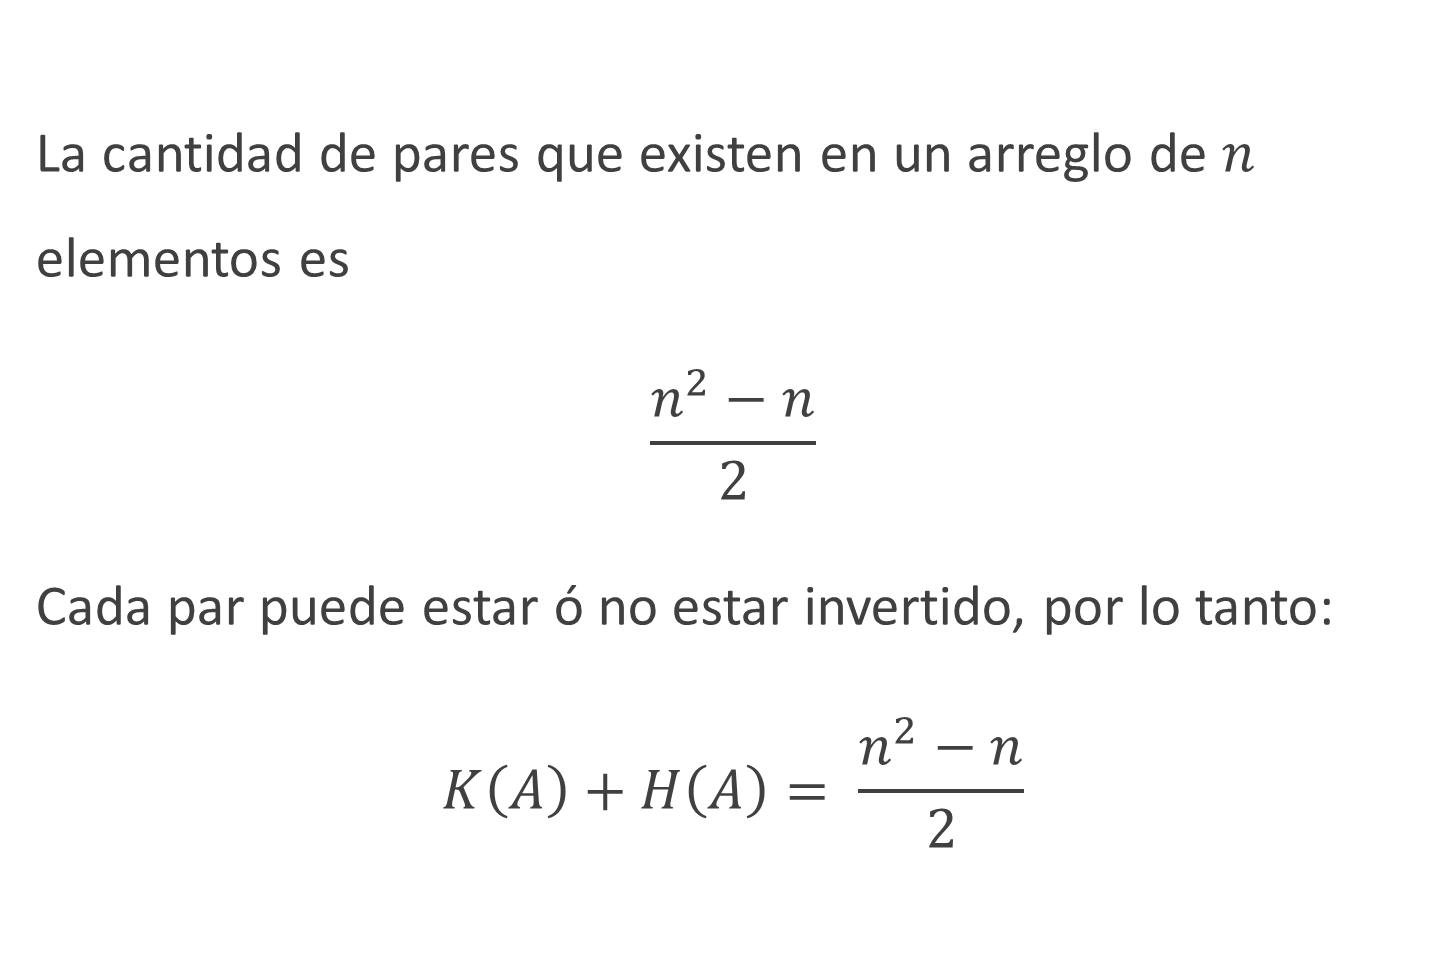 La cantidad de pares que existen en un arreglo de n
elementos es
n² − n
2
Cada par puede estar ó no estar invertido, por lo tanto:
K(A) + H(A) = n² − n
2